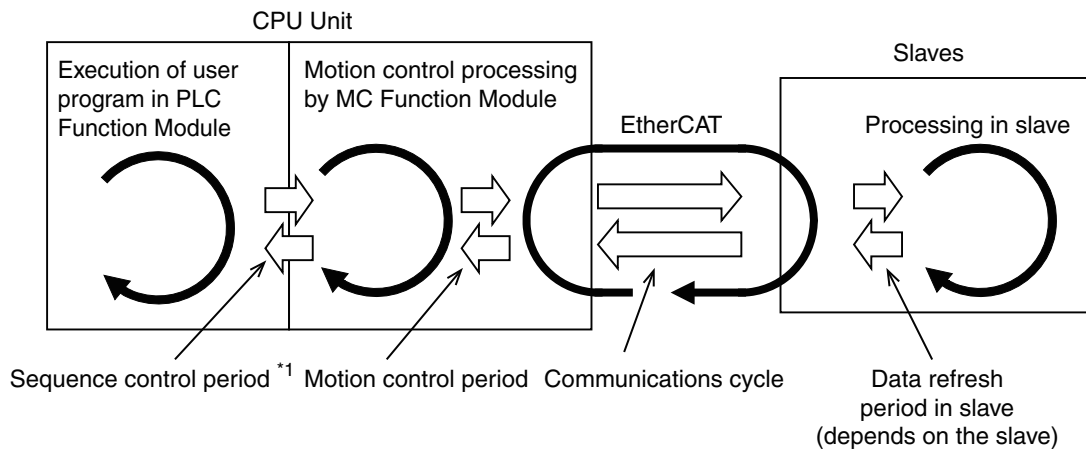 CPU Unit
Execution of user
program in PLC
Function Module
Motion control processing
by MC Function Module
EtherCAT
Slaves
Processing in slave
Sequence control period *1
Motion control period
Communications cycle
Data refresh
period in slave
(depends on the slave)